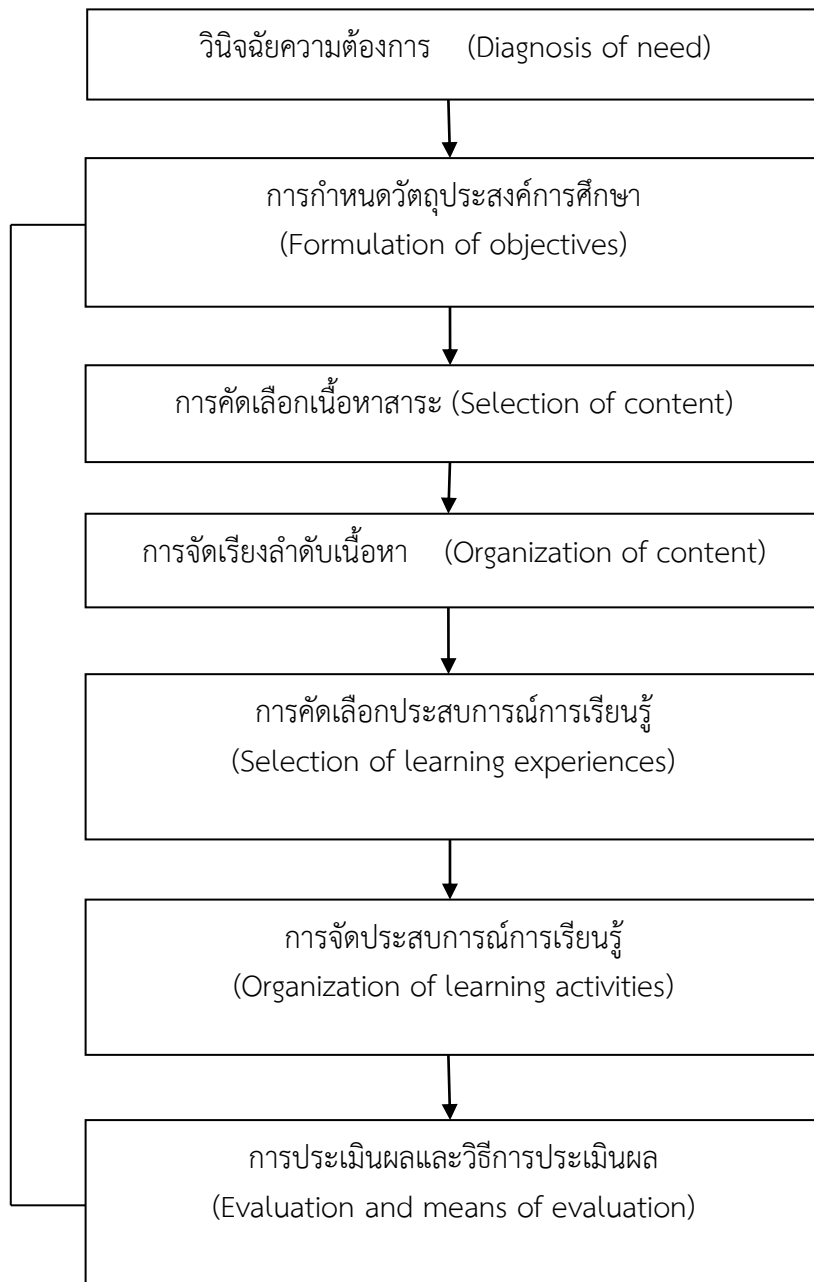 วินิจฉัยความต้องการ (Diagnosis of need)
การกำหนดวัตถุประสงค์การศึกษา
(Formulation of objectives)
การคัดเลือกเนื้อหาสาระ (Selection of content)
การจัดเรียงลำดับเนื้อหา (Organization of content)
การคัดเลือกประสบการณ์การเรียนรู้
(Selection of learning experiences)
การจัดประสบการณ์การเรียนรู้
(Organization of learning activities)
การประเมินผลและวิธีการประเมินผล
(Evaluation and means of evaluation)